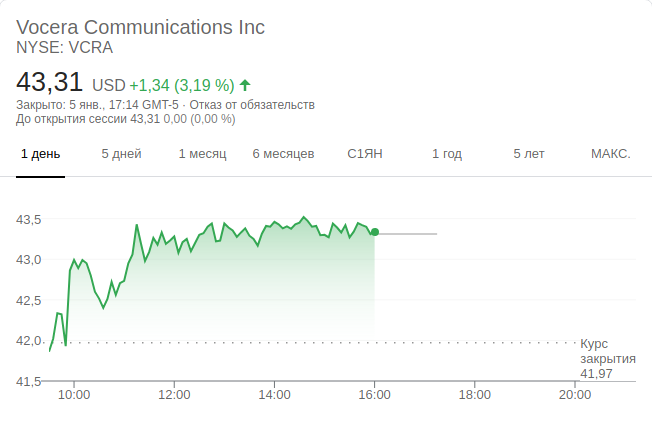 Vocera Communications Inc
NYSE: VCRA
43,31 USD +1,34 (3,19 %)
Закрыто: 5 янв., 17:14 GMT-5 · Отказ от обязательств
До открытия сессии 43,31 0,00 (0,00 %)
1 день 5 дней 1 месяц 6 месяцев С1ЯН 1 год 5 лет МАКС.
43,5
43,0
42,5
42,0
Курс
закрытия
41,97
41,5
10:00 12:00 14:00 16:00 18:00 20:00